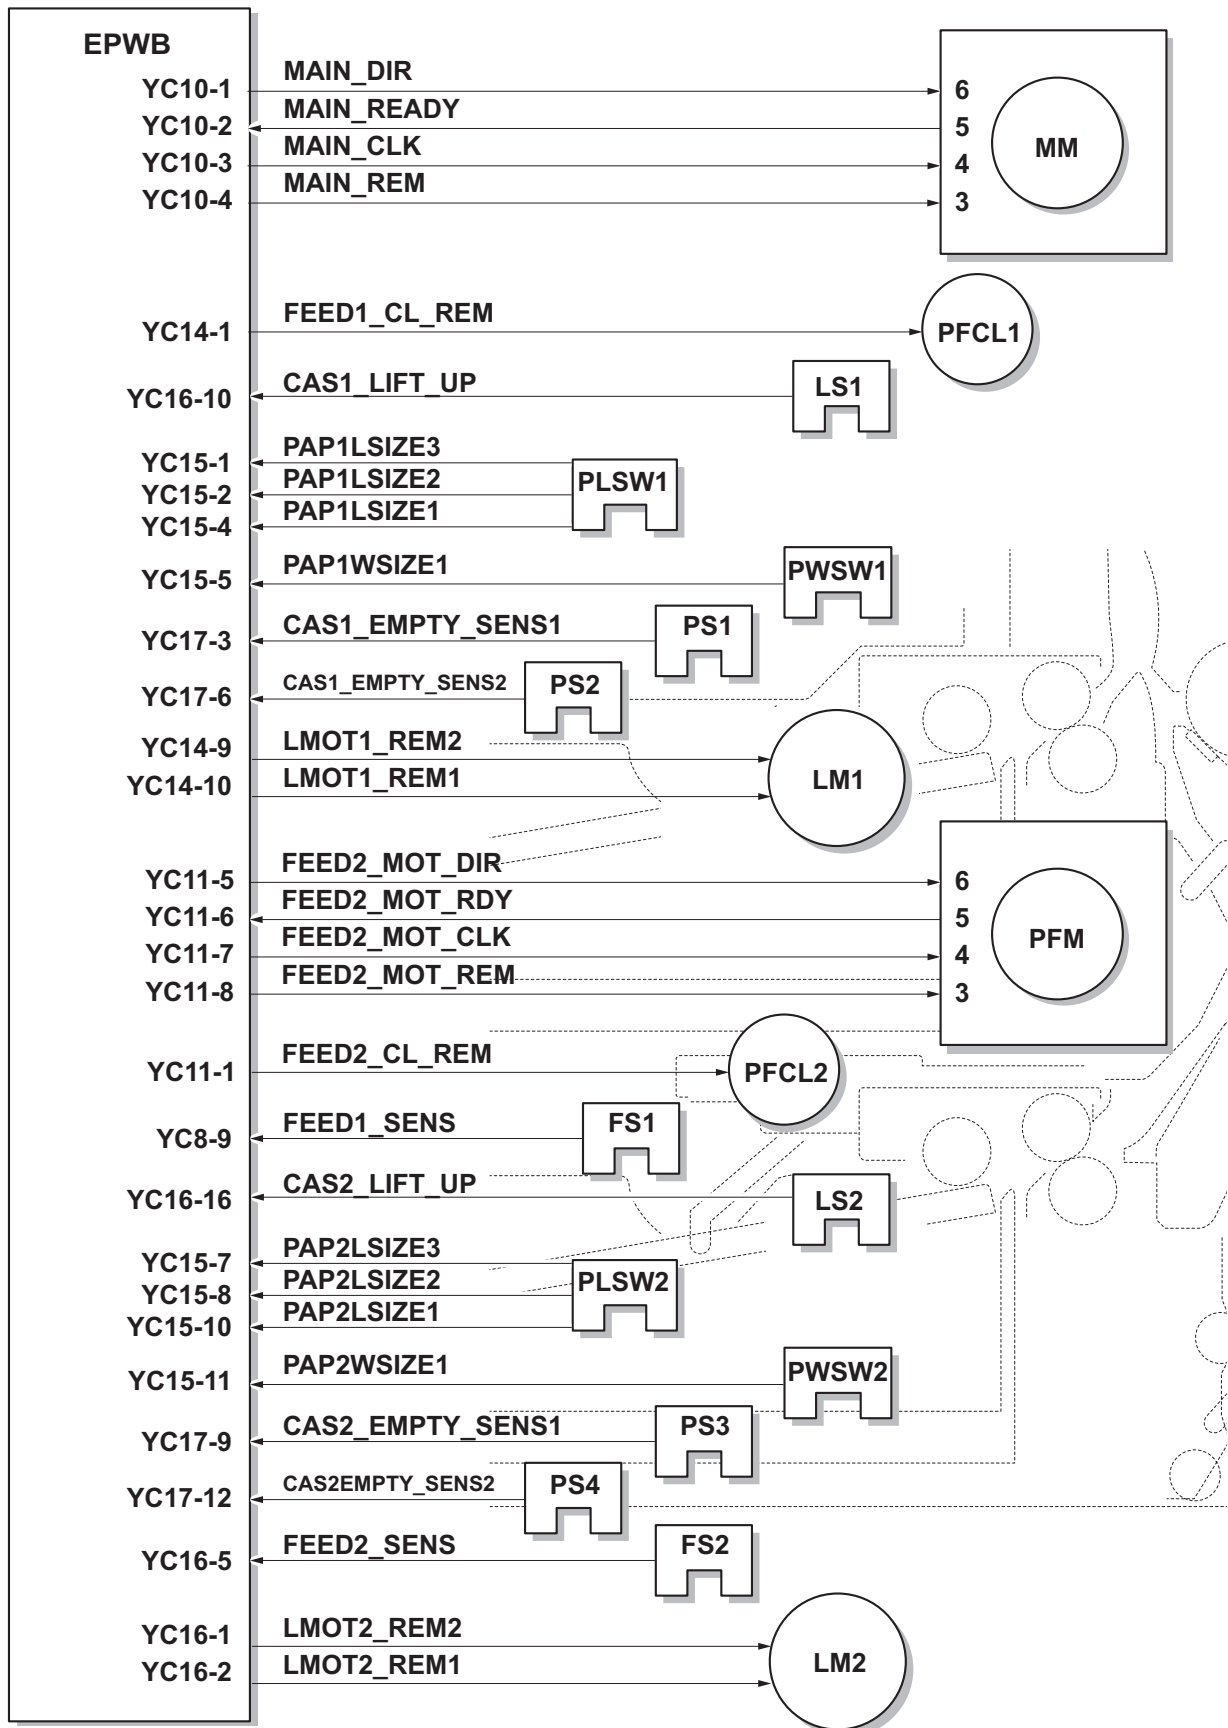 EPWB
YC10-1 MAIN_DIR 6
YC10-2 MAIN_READY 5
YC10-3 MAIN_CLK 4
YC10-4 MAIN_REM 3
MM
YC14-1 FEED1_CL_REM PFCL1
YC16-10 CAS1_LIFT_UP LS1
YC15-1 PAP1LSIZE3
YC15-2 PAP1LSIZE2 PLSW1
YC15-4 PAP1LSIZE1
YC15-5 PAP1WSIZE1 PWSW1
YC17-3 CAS1_EMPTY_SENS1 PS1
YC17-6 CAS1_EMPTY_SENS2 PS2
YC14-9 LMOT1_REM2
YC14-10 LMOT1_REM1
LM1
YC11-5 FEED2_MOT_DIR 6
YC11-6 FEED2_MOT_RDY 5
YC11-7 FEED2_MOT_CLK 4
YC11-8 FEED2_MOT_REM 3
PFM
YC11-1 FEED2_CL_REM PFCL2
YC8-9 FEED1_SENS FS1
YC16-16 CAS2_LIFT_UP LS2
YC15-7 PAP2LSIZE3
YC15-8 PAP2LSIZE2 PLSW2
YC15-10 PAP2LSIZE1
YC15-11 PAP2WSIZE1 PWSW2
YC17-9 CAS2_EMPTY_SENS1 PS3
YC17-12 CAS2EMPTY_SENS2 PS4
YC16-5 FEED2_SENS FS2
YC16-1 LMOT2_REM2
YC16-2 LMOT2_REM1
LM2